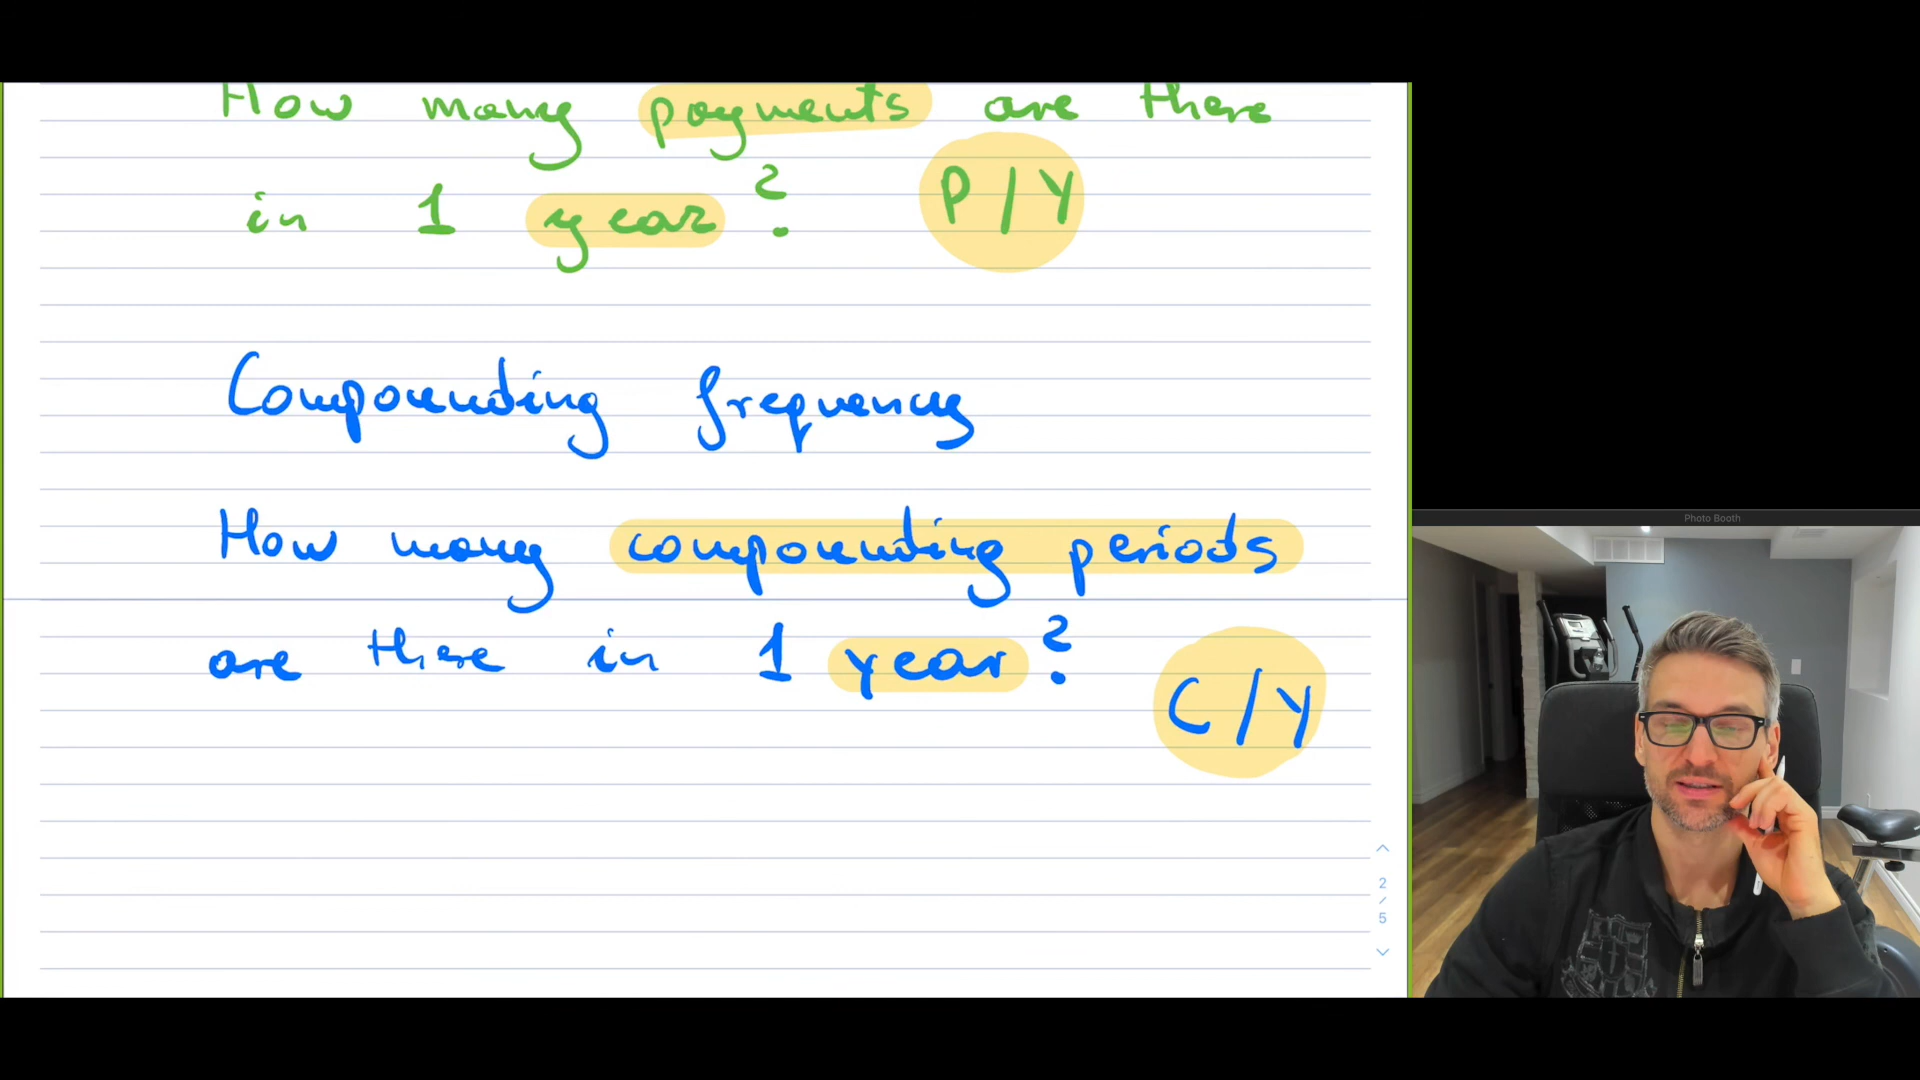 How many payments are there
in 1 year? P/Y
Compounding frequency
How many compounding periods
are there in 1 year? C/Y
Photo Booth
2
/
5